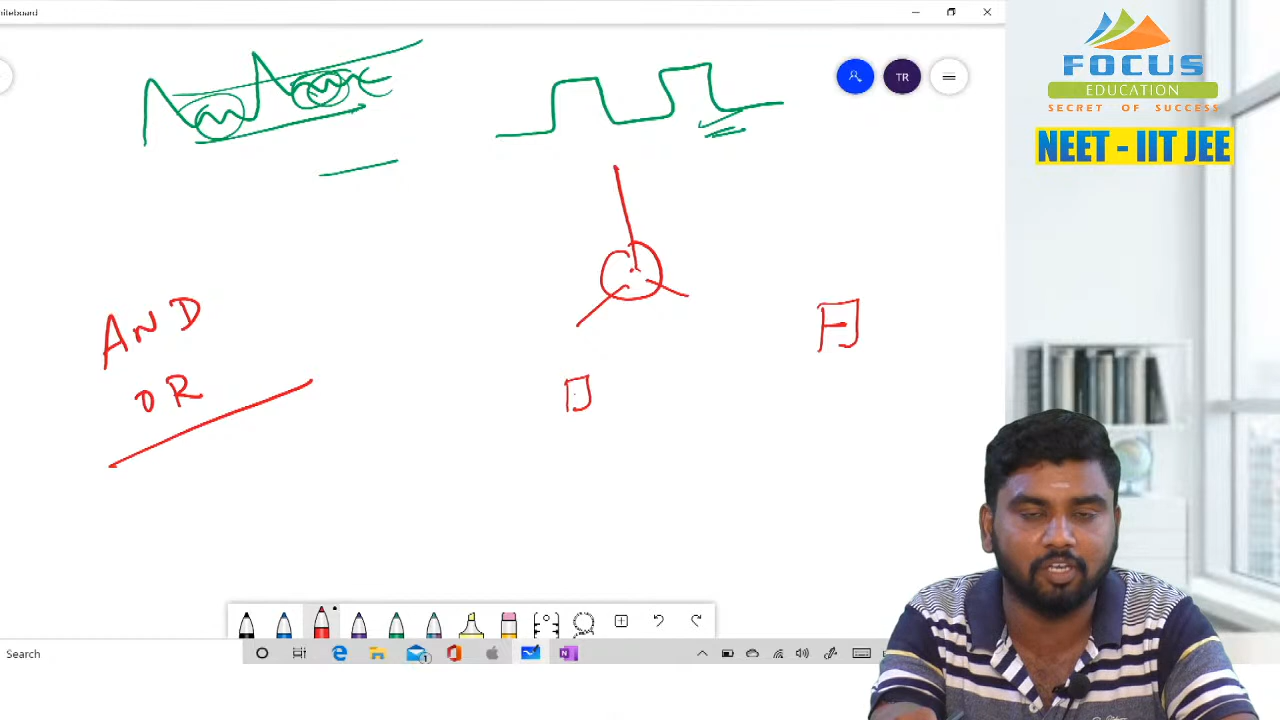 TR
FOCUS
EDUCATION
SECRET OF SUCCESS
NEET - IIT JEE
AND
OR
Search